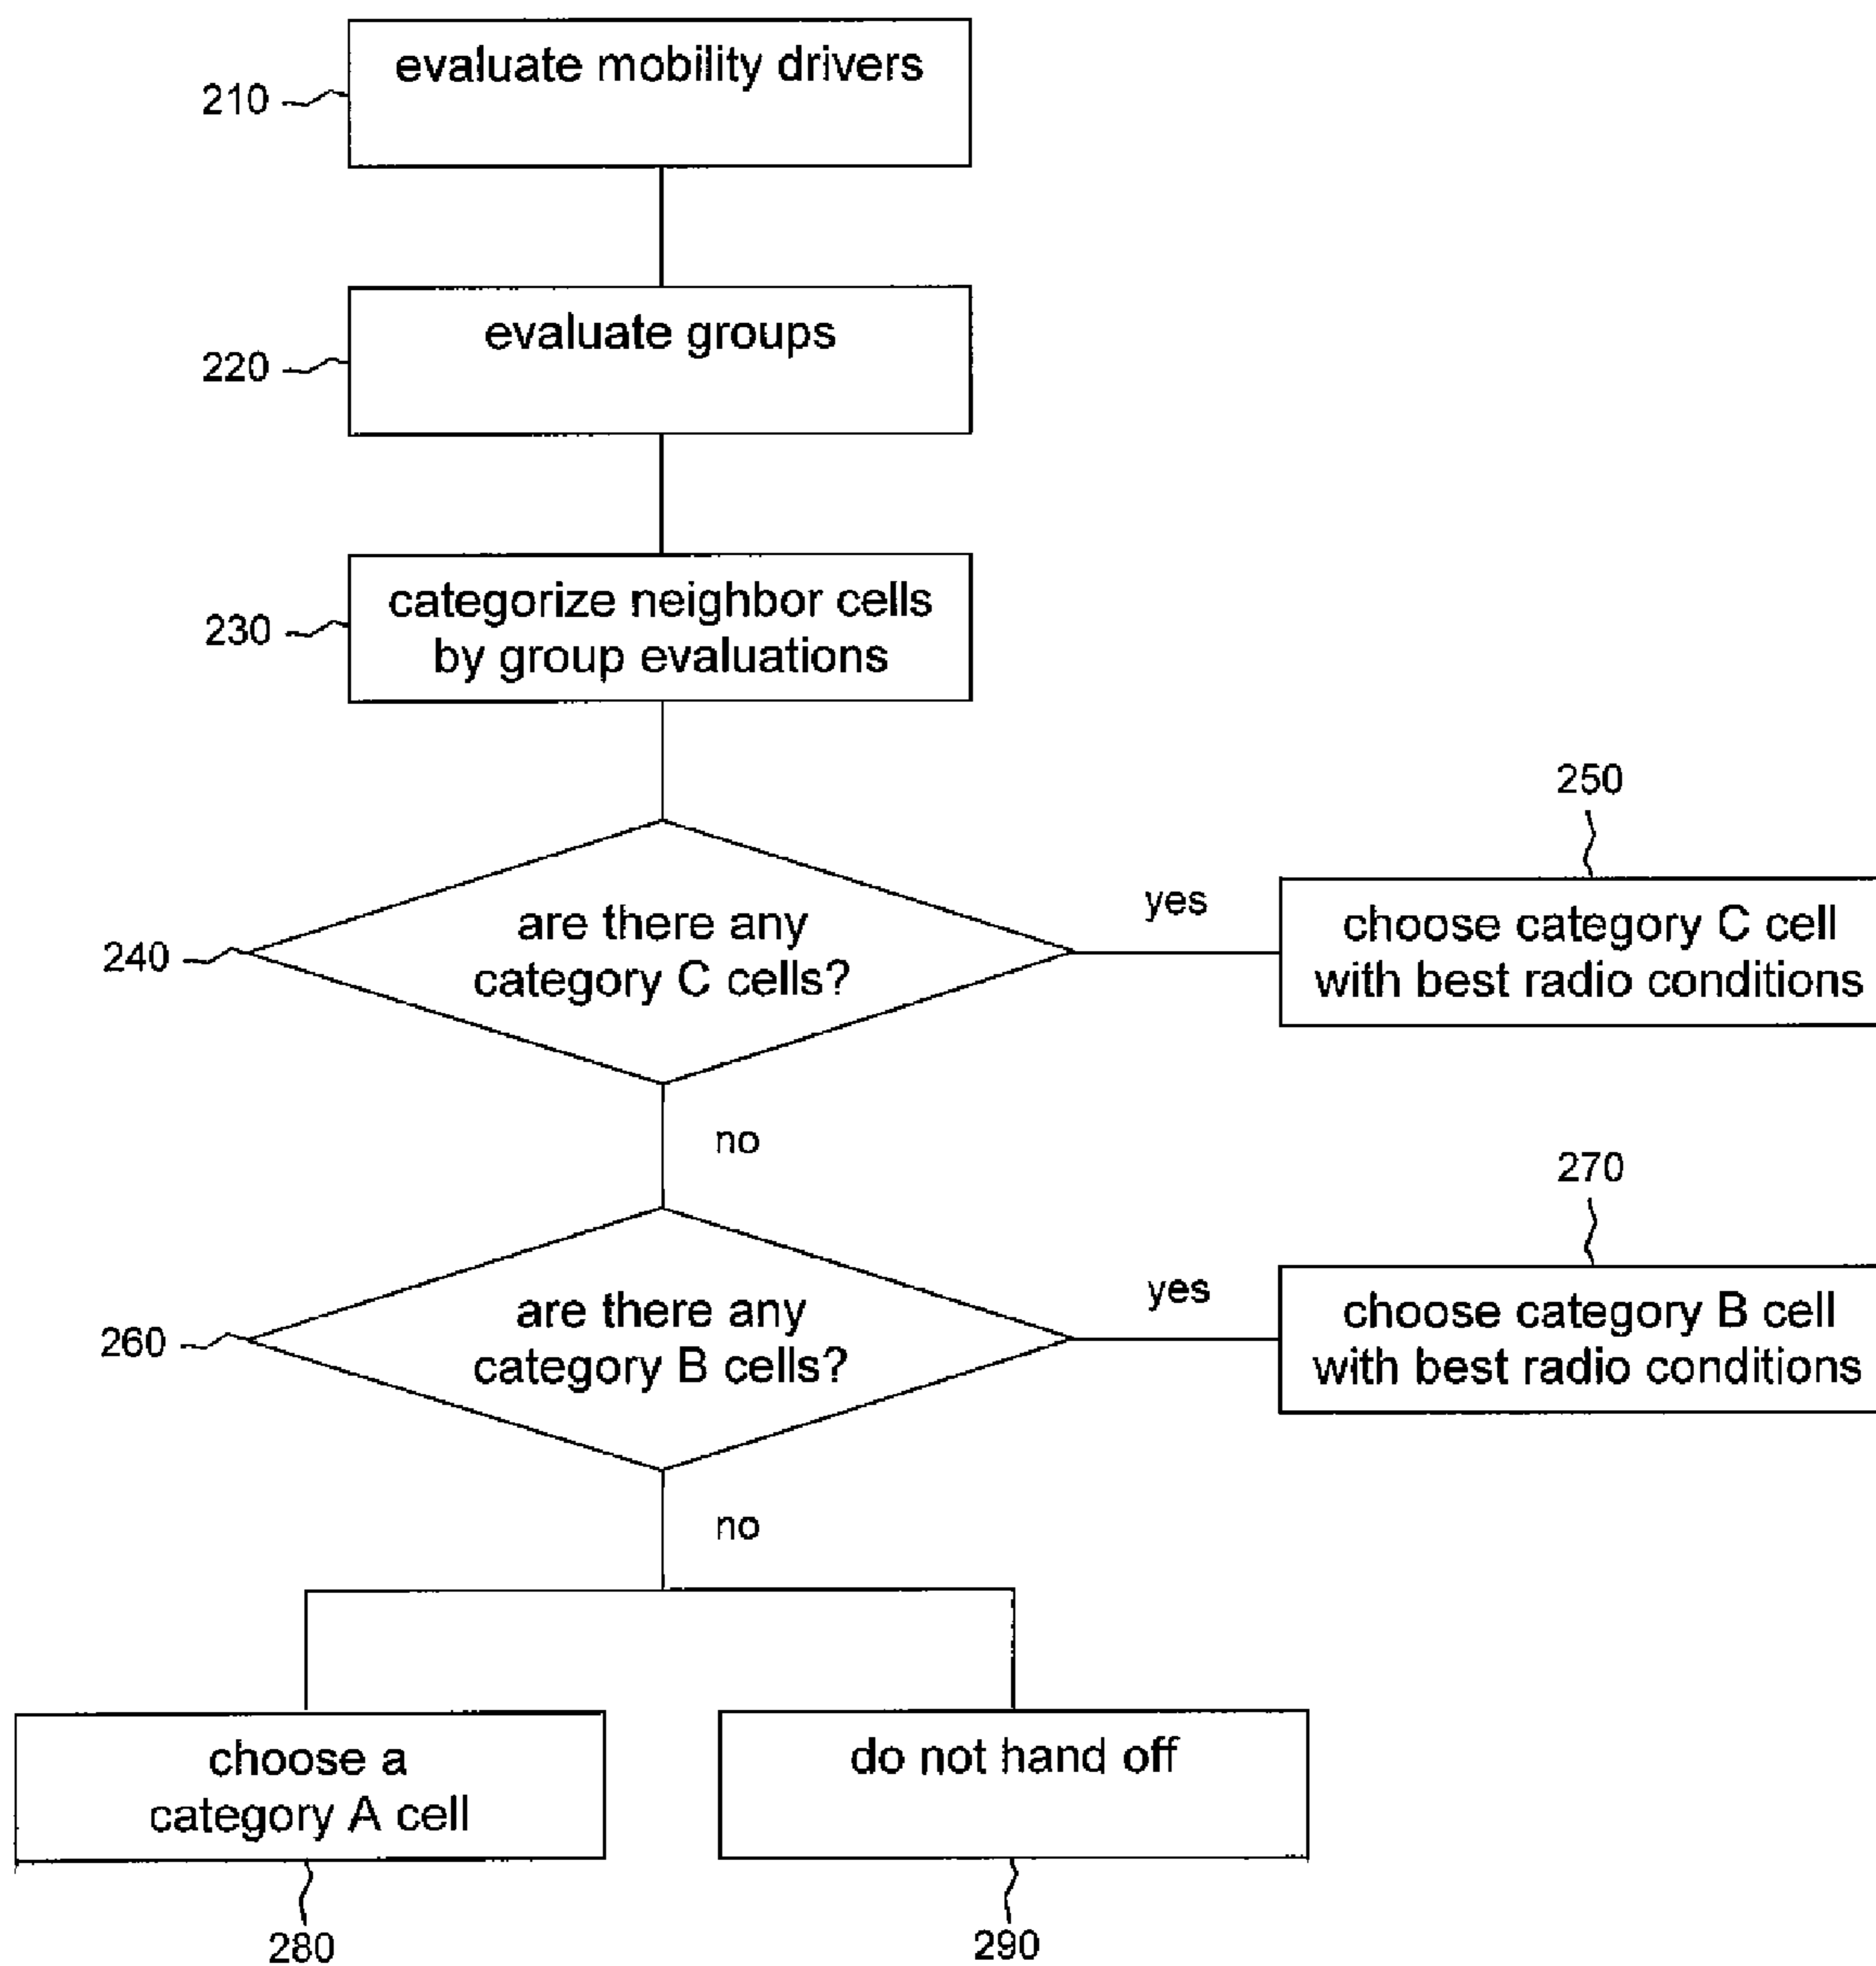 evaluate mobility drivers
210
evaluate groups
220
categorize neighbor cells
by group evaluations
230
are there any
category C cells?
240
yes
250
choose category C cell
with best radio conditions
no
are there any
category B cells?
260
yes
270
choose category B cell
with best radio conditions
no
choose a
category A cell
280
do not hand off
290